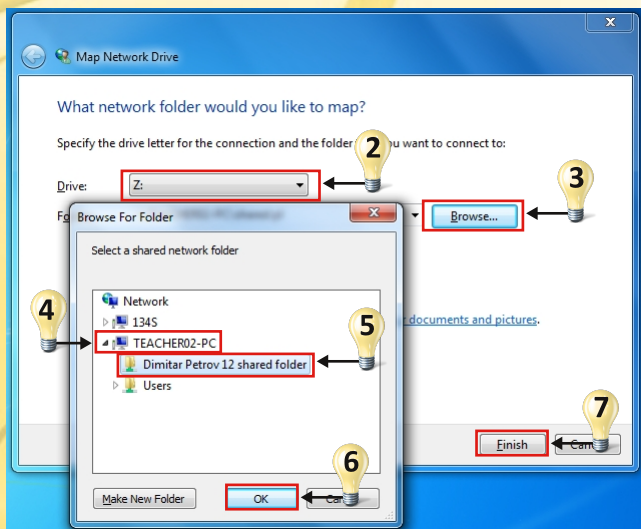 x
Map Network Drive
What network folder would you like to map?
Specify the drive letter for the connection and the folder want to connect to:
2
Drive: Z:
3
Browse...
Browse For Folder
x
Select a shared network folder
Network
4
134S
5
documents and pictures.
TEACHER02-PC
Dimitar Petrov 12 shared folder
Users
7
Finish
6
Make New Folder OK